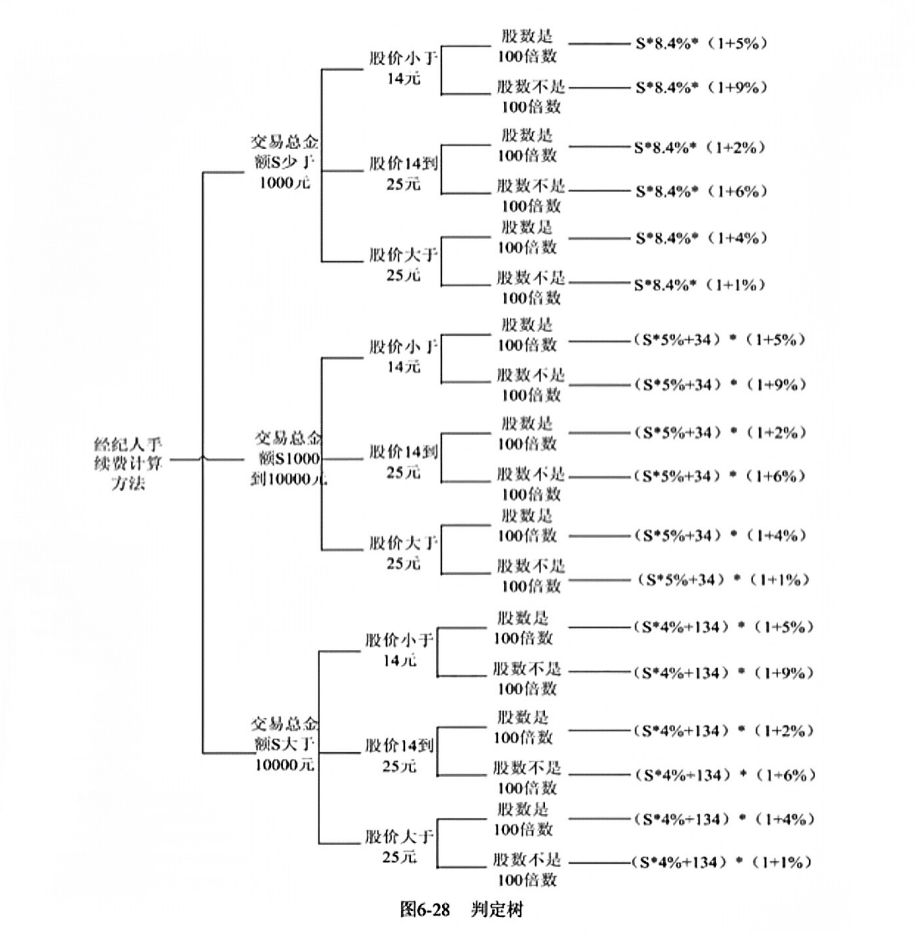 经纪人手
续费计算
方法
交易总金
额S少于
1000元
股价小于
14元
股数是
100倍数
S*8.4%*（1+5%）
股数不是
100倍数
S*8.4%*（1+9%）
股价14到
25元
股数是
100倍数
S*8.4%*（1+2%）
股数不是
100倍数
S*8.4%*（1+6%）
股价大于
25元
股数是
100倍数
S*8.4%*（1+4%）
股数不是
100倍数
S*8.4%*（1+1%）
交易总金
额S1000
到10000元
股价小于
14元
股数是
100倍数
（S*5%+34）*（1+5%）
股数不是
100倍数
（S*5%+34）*（1+9%）
股价14到
25元
股数是
100倍数
（S*5%+34）*（1+2%）
股数不是
100倍数
（S*5%+34）*（1+6%）
股价大于
25元
股数是
100倍数
（S*5%+34）*（1+4%）
股数不是
100倍数
（S*5%+34）*（1+1%）
交易总金
额S大于
10000元
股价小于
14元
股数是
100倍数
（S*4%+134）*（1+5%）
股数不是
100倍数
（S*4%+134）*（1+9%）
股价14到
25元
股数是
100倍数
（S*4%+134）*（1+2%）
股数不是
100倍数
（S*4%+134）*（1+6%）
股价大于
25元
股数是
100倍数
（S*4%+134）*（1+4%）
股数不是
100倍数
（S*4%+134）*（1+1%）
图6-28 判定树